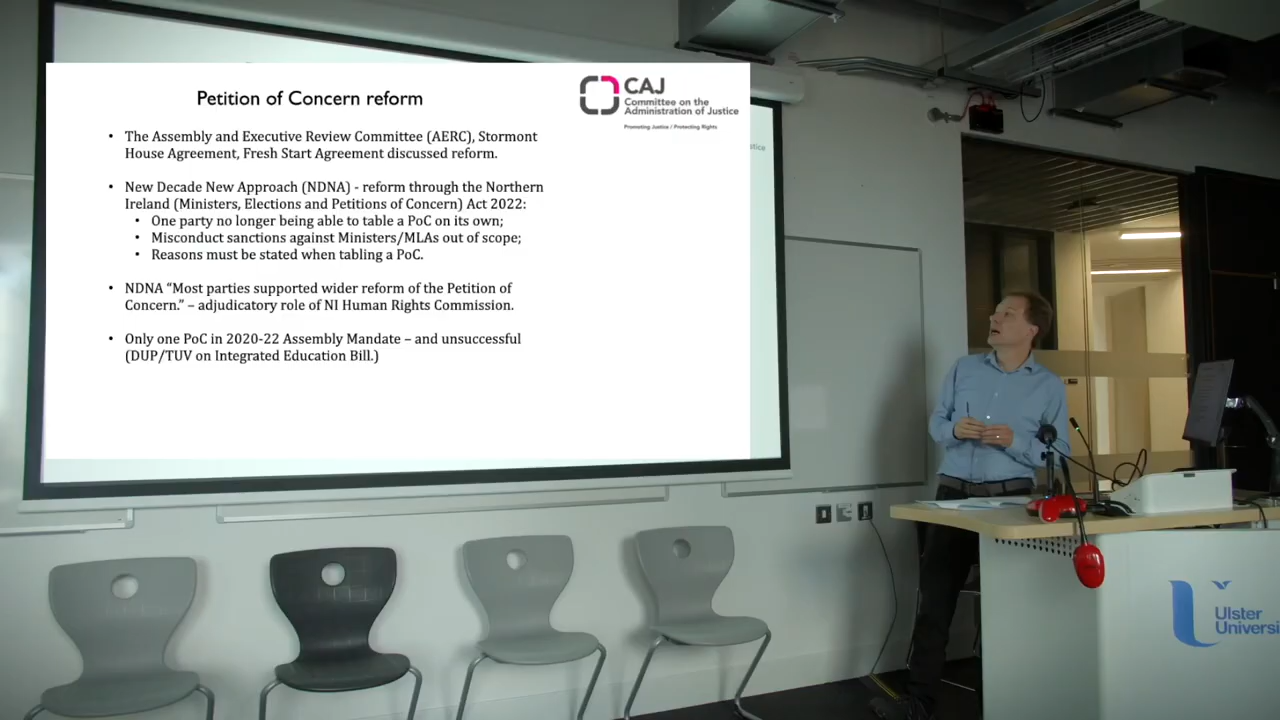 Petition of Concern reform
CAJ
Committee on the
Administration of Justice
Promoting Justice / Protecting Rights
• The Assembly and Executive Review Committee (AERC), Stormont
House Agreement, Fresh Start Agreement discussed reform.
• New Decade New Approach (NDNA) - reform through the Northern
Ireland (Ministers, Elections and Petitions of Concern) Act 2022:
• One party no longer being able to table a PoC on its own;
• Misconduct sanctions against Ministers/MLAs out of scope;
• Reasons must be stated when tabling a PoC.
• NDNA “Most parties supported wider reform of the Petition of
Concern.” – adjudicatory role of NI Human Rights Commission.
• Only one PoC in 2020-22 Assembly Mandate – and unsuccessful
(DUP/TUV on Integrated Education Bill.)
stice
Ulster
Universi